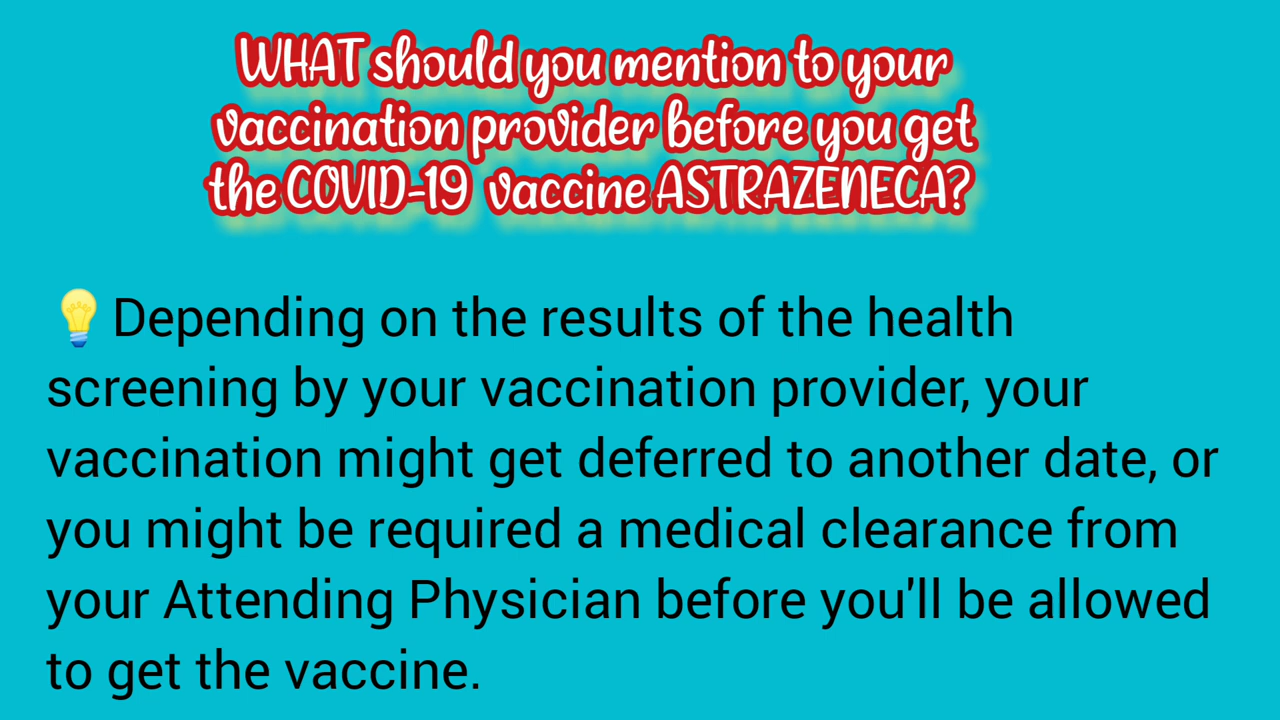 WHAT should you mention to your
vaccination provider before you get
the COVID-19 vaccine ASTRAZENECA?
💡Depending on the results of the health
screening by your vaccination provider, your
vaccination might get deferred to another date, or
you might be required a medical clearance from
your Attending Physician before you'll be allowed
to get the vaccine.